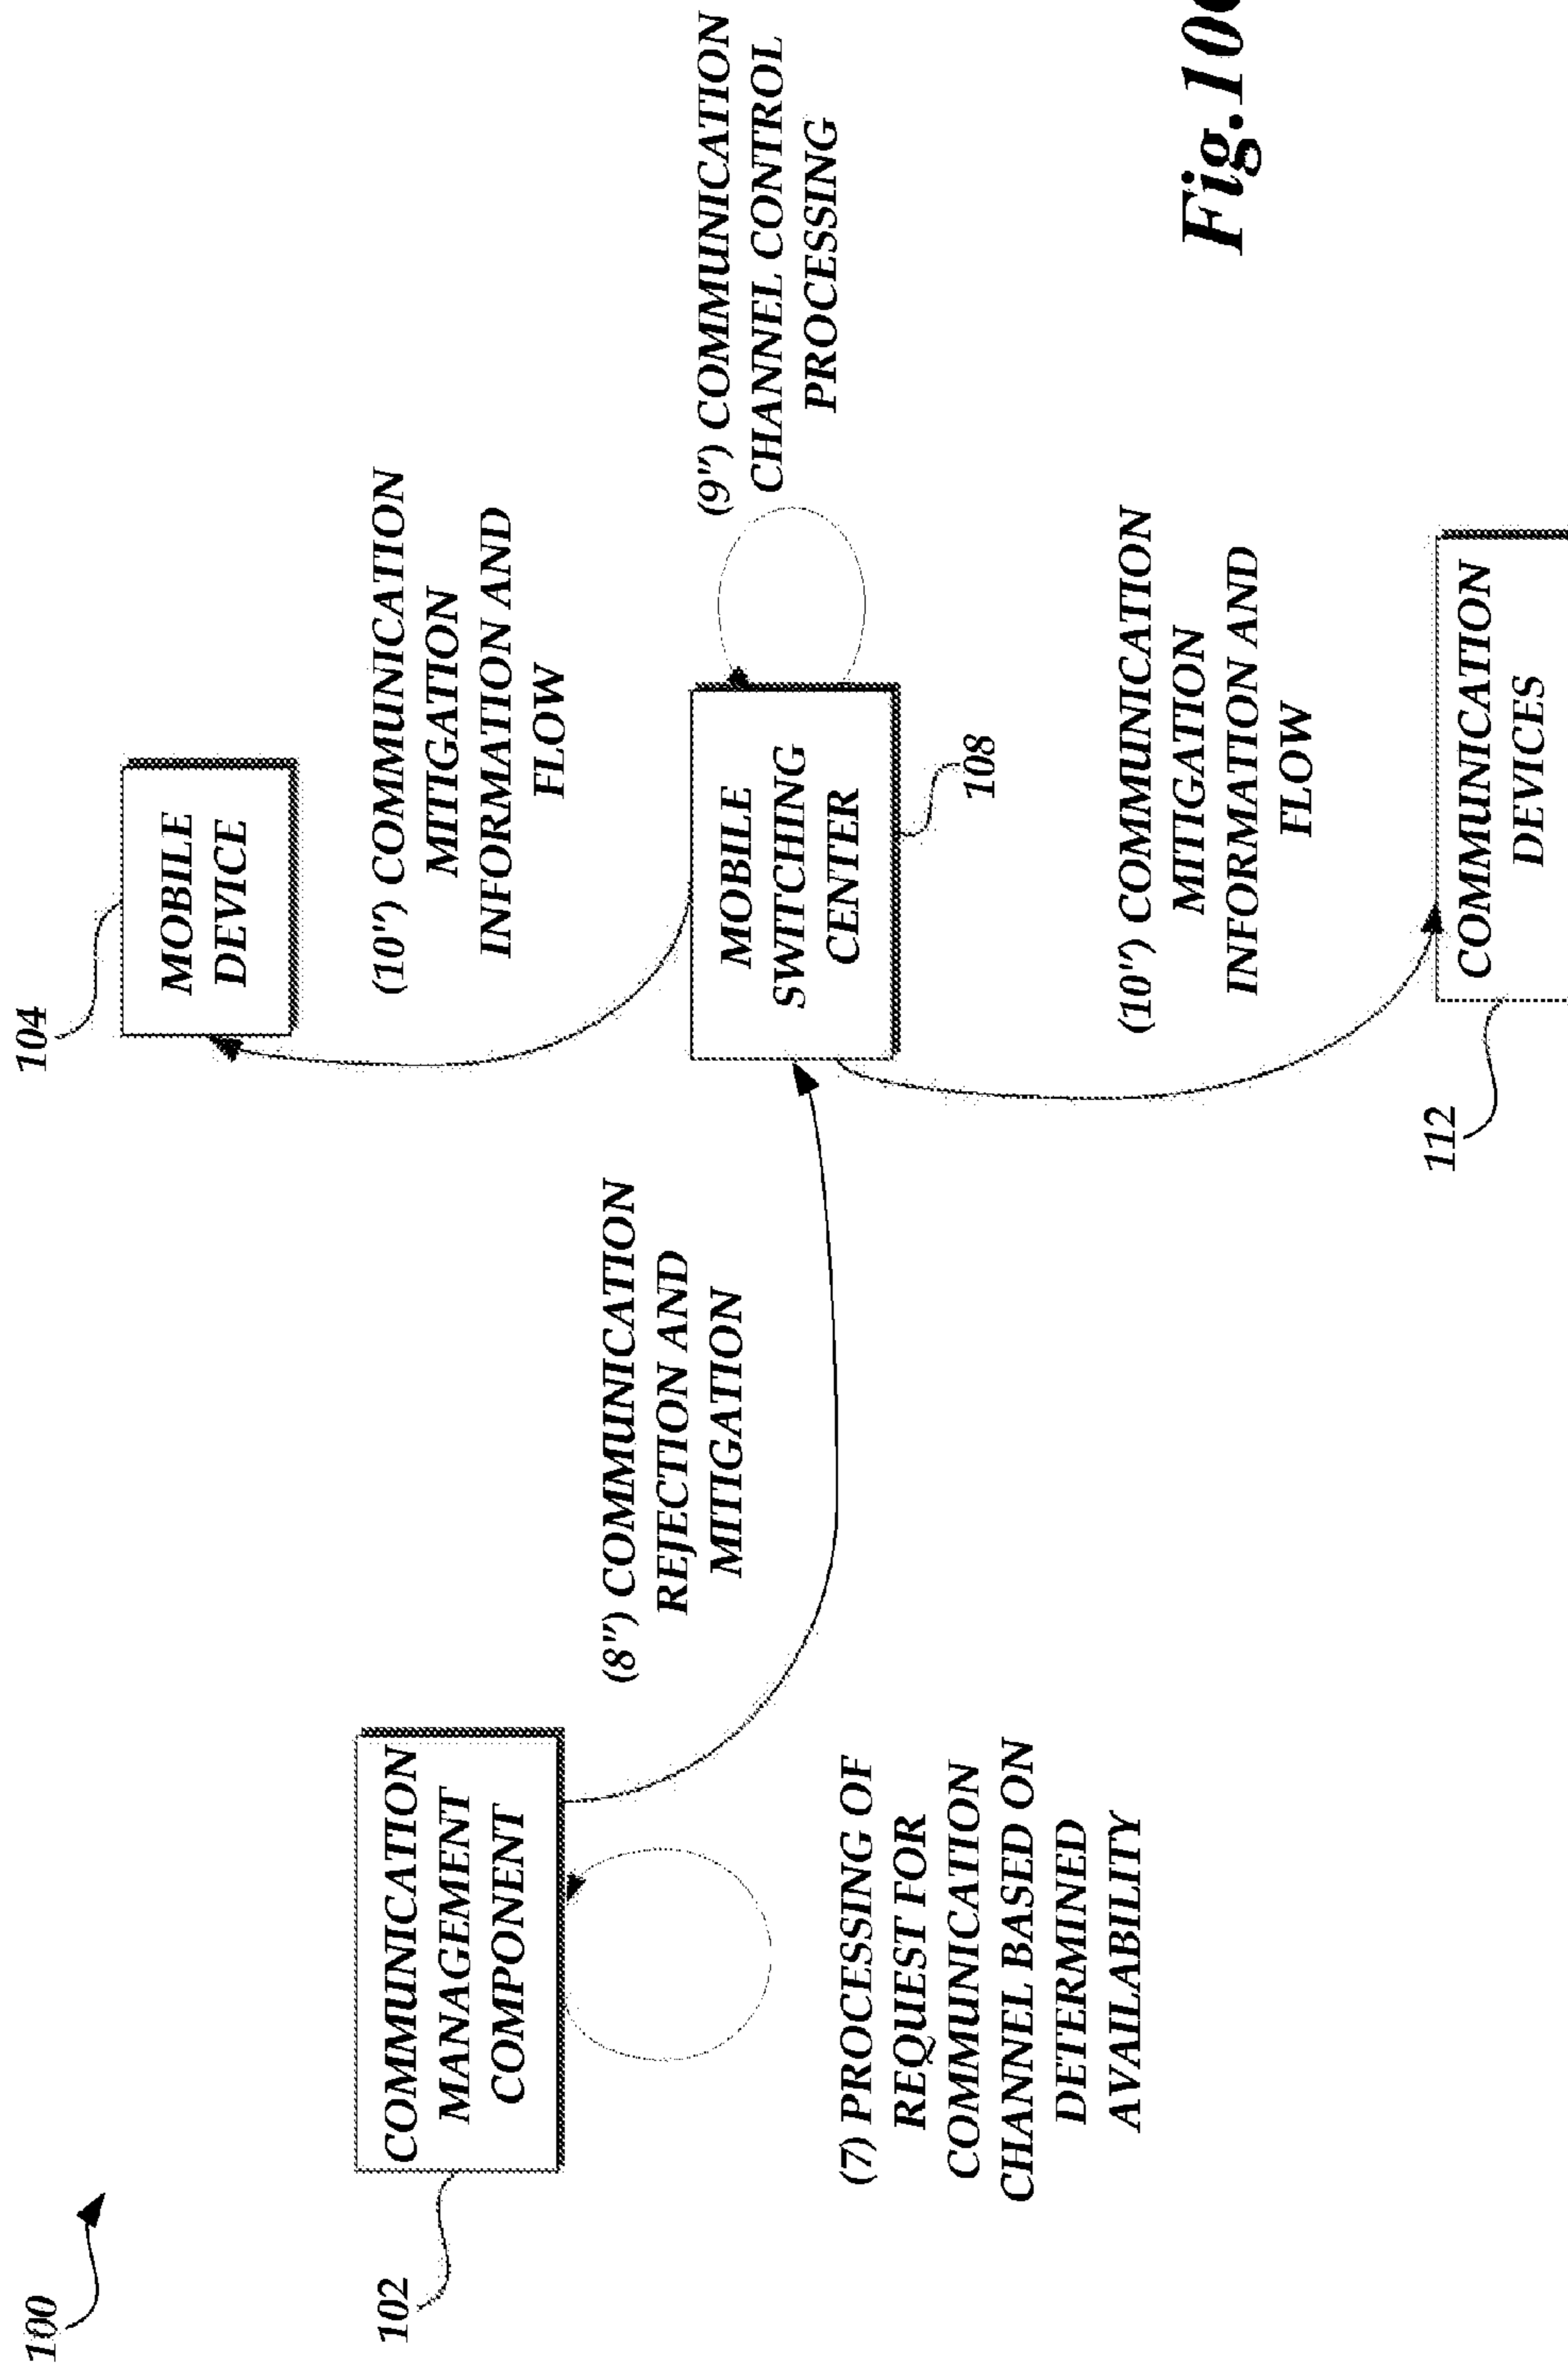 100
102
COMMUNICATION
MANAGEMENT
COMPONENT
(7) PROCESSING OF
REQUEST FOR
COMMUNICATION
CHANNEL BASED ON
DETERMINED
AVAILABILITY
(8") COMMUNICATION
REJECTION AND
MITIGATION
104
MOBILE
DEVICE
(10") COMMUNICATION
MITIGATION
INFORMATION AND
FLOW
MOBILE
SWITCHING
CENTER
108
(9") COMMUNICATION
CHANNEL CONTROL
PROCESSING
(10") COMMUNICATION
MITIGATION
INFORMATION AND
FLOW
112
COMMUNICATION
DEVICES
Fig.10